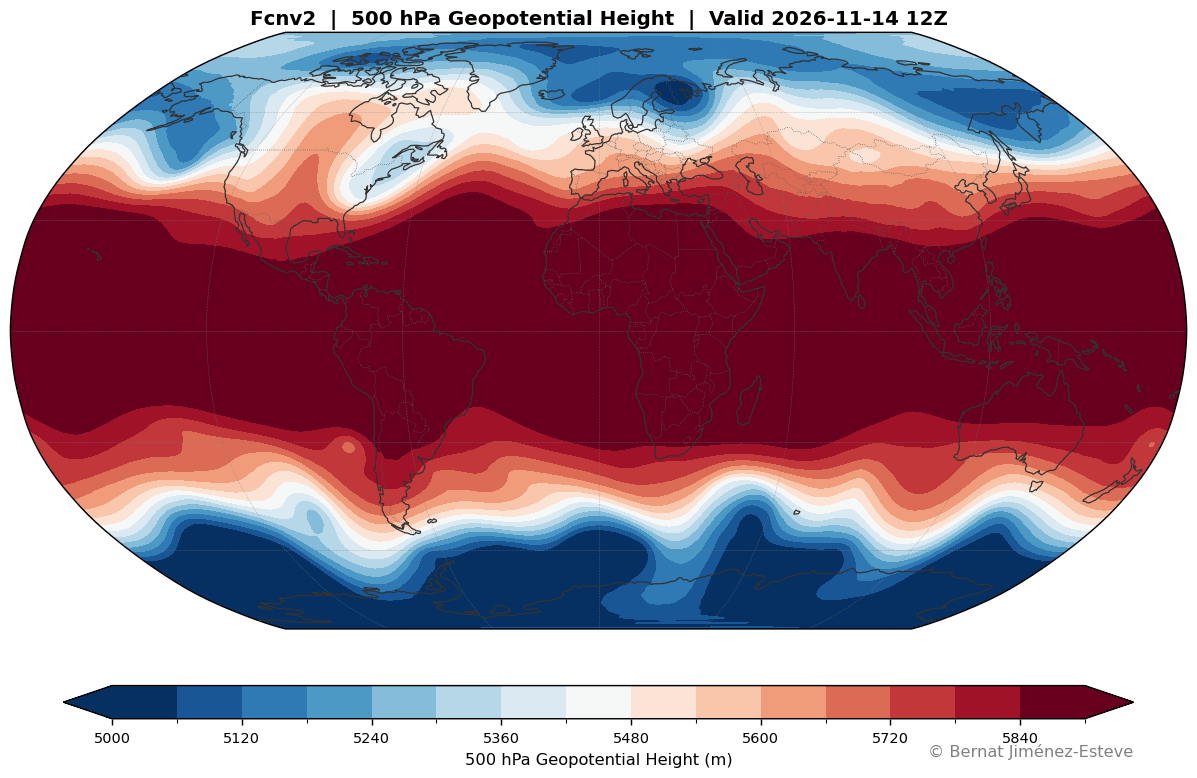 Fcnv2 | 500 hPa Geopotential Height | Valid 2026-11-14 12Z
5000 5120 5240 5360 5480 5600 5720 5840
500 hPa Geopotential Height (m)
© Bernat Jiménez-Esteve